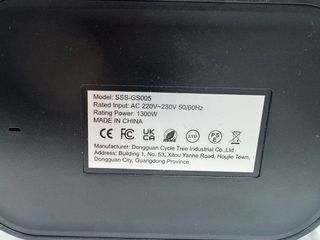 Model: SSS-GS005
Rated Input: AC 220V~230V 50/60Hz
Rating Power: 1300W
MADE IN CHINA
CE FC UK CA LVD PSE
Manufacturer: Dongguan Cycle Tree Industrial Co.,Ltd
Address: Building 1, No. 53, Xitou Yanhe Road, Houjie Town,
Dongguan City, Guangdong Province